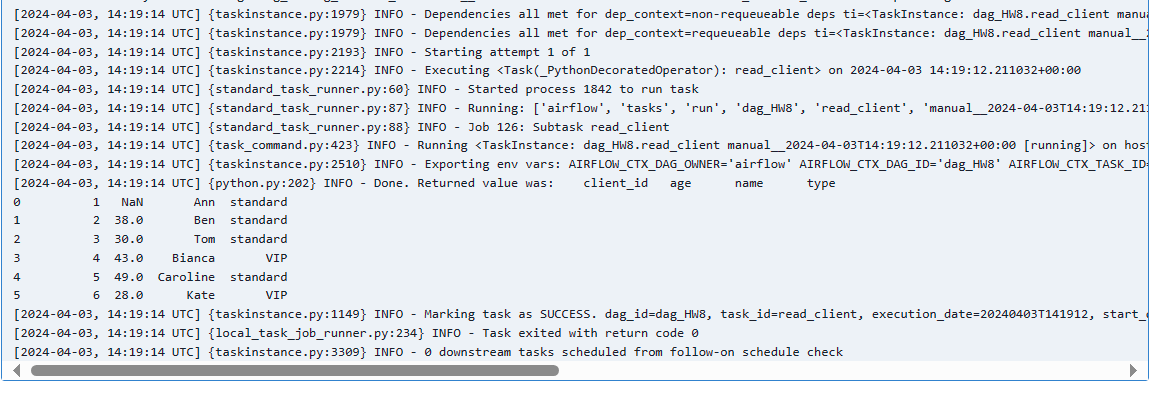 [2024-04-03, 14:19:14 UTC] {taskinstance.py:1979} INFO - Dependencies all met for dep_context=non-requeueable deps ti=<TaskInstance: dag_HW8.read_client manua
[2024-04-03, 14:19:14 UTC] {taskinstance.py:1979} INFO - Dependencies all met for dep_context=requeueable deps ti=<TaskInstance: dag_HW8.read_client manual__
[2024-04-03, 14:19:14 UTC] {taskinstance.py:2193} INFO - Starting attempt 1 of 1
[2024-04-03, 14:19:14 UTC] {taskinstance.py:2214} INFO - Executing <Task(_PythonDecoratedOperator): read_client> on 2024-04-03 14:19:12.211032+00:00
[2024-04-03, 14:19:14 UTC] {standard_task_runner.py:60} INFO - Started process 1842 to run task
[2024-04-03, 14:19:14 UTC] {standard_task_runner.py:87} INFO - Running: ['airflow', 'tasks', 'run', 'dag_HW8', 'read_client', 'manual__2024-04-03T14:19:12.21
[2024-04-03, 14:19:14 UTC] {standard_task_runner.py:88} INFO - Job 126: Subtask read_client
[2024-04-03, 14:19:14 UTC] {task_command.py:423} INFO - Running <TaskInstance: dag_HW8.read_client manual__2024-04-03T14:19:12.211032+00:00 [running]> on host
[2024-04-03, 14:19:14 UTC] {taskinstance.py:2510} INFO - Exporting env vars: AIRFLOW_CTX_DAG_OWNER='airflow' AIRFLOW_CTX_DAG_ID='dag_HW8' AIRFLOW_CTX_TASK_ID=
[2024-04-03, 14:19:14 UTC] {python.py:202} INFO - Done. Returned value was:    client_id   age      name      type
0          1   NaN       Ann  standard
1          2  38.0       Ben  standard
2          3  30.0       Tom  standard
3          4  43.0    Bianca       VIP
4          5  49.0  Caroline  standard
5          6  28.0      Kate       VIP
[2024-04-03, 14:19:14 UTC] {taskinstance.py:1149} INFO - Marking task as SUCCESS. dag_id=dag_HW8, task_id=read_client, execution_date=20240403T141912, start_
[2024-04-03, 14:19:14 UTC] {local_task_job_runner.py:234} INFO - Task exited with return code 0
[2024-04-03, 14:19:14 UTC] {taskinstance.py:3309} INFO - 0 downstream tasks scheduled from follow-on schedule check